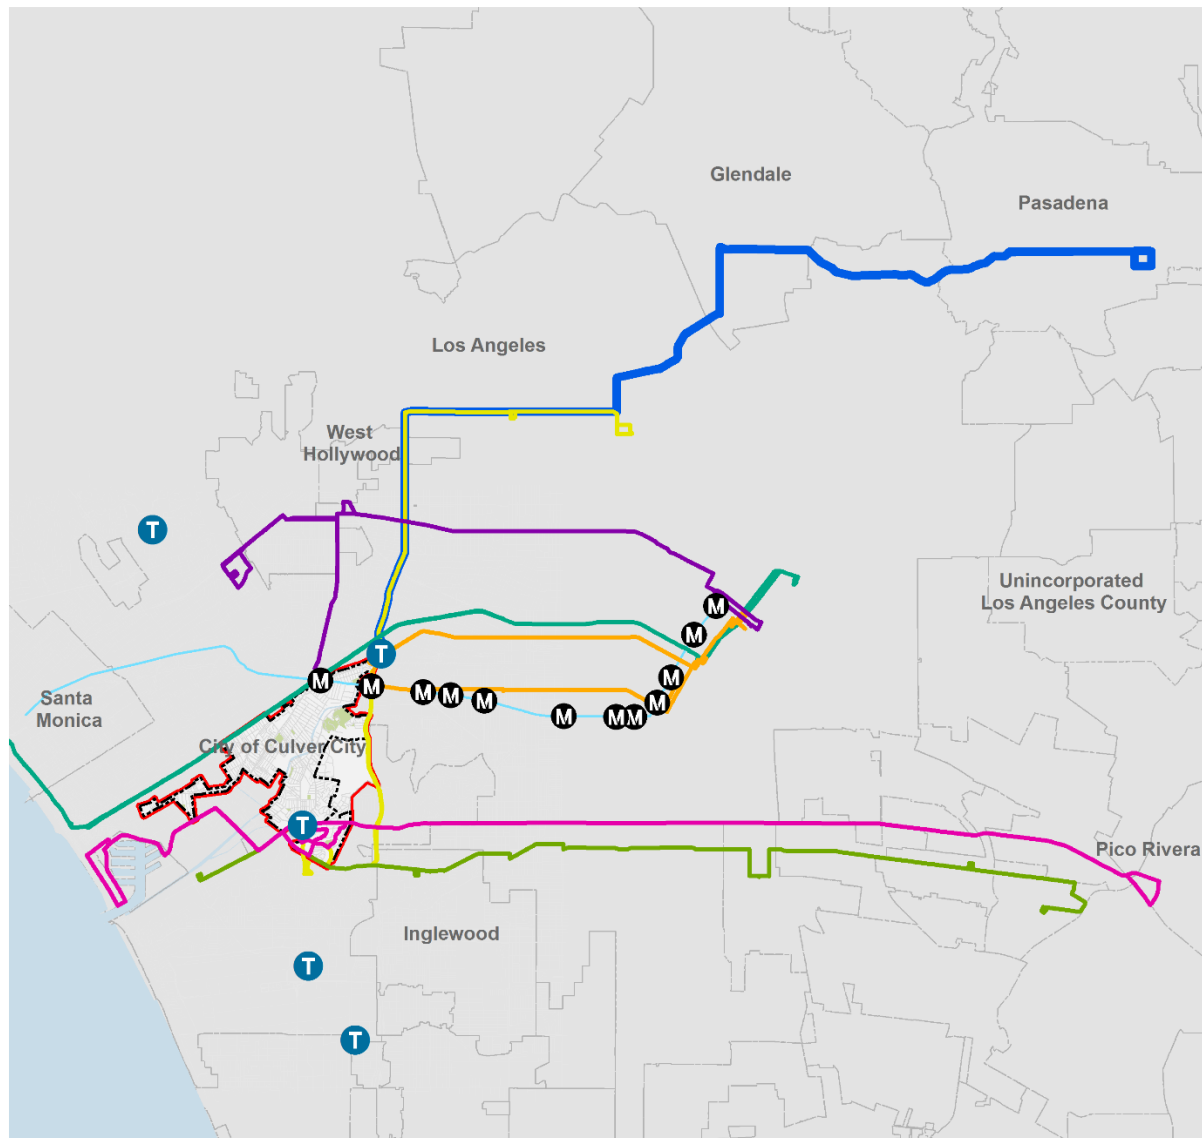 Glendale
Pasadena
Los Angeles
West
Hollywood
T
Unincorporated
Los Angeles County
M
M
T
M
M
M
Santa
Monica
M
M
M
M
M
M
M
City of Culver City
T
Pico Rivera
Inglewood
T
T